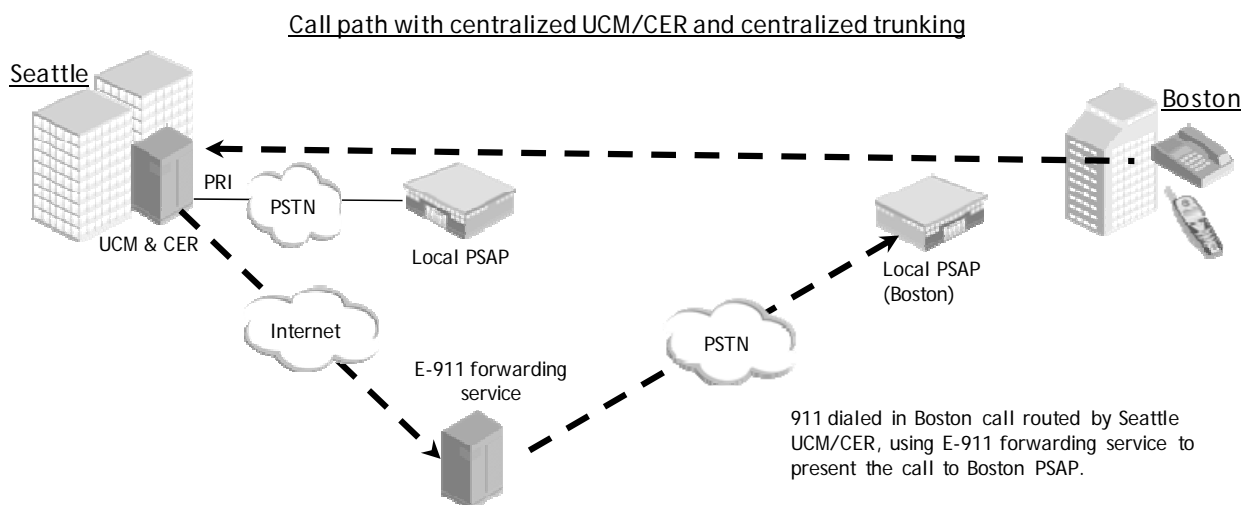 Call path with centralized UCM/CER and centralized trunking
Seattle
Boston
PRI
PSTN
UCM & CER
Local PSAP
Local PSAP
(Boston)
Internet
PSTN
E-911 forwarding
service
911 dialed in Boston call routed by Seattle
UCM/CER, using E-911 forwarding service to
present the call to Boston PSAP.